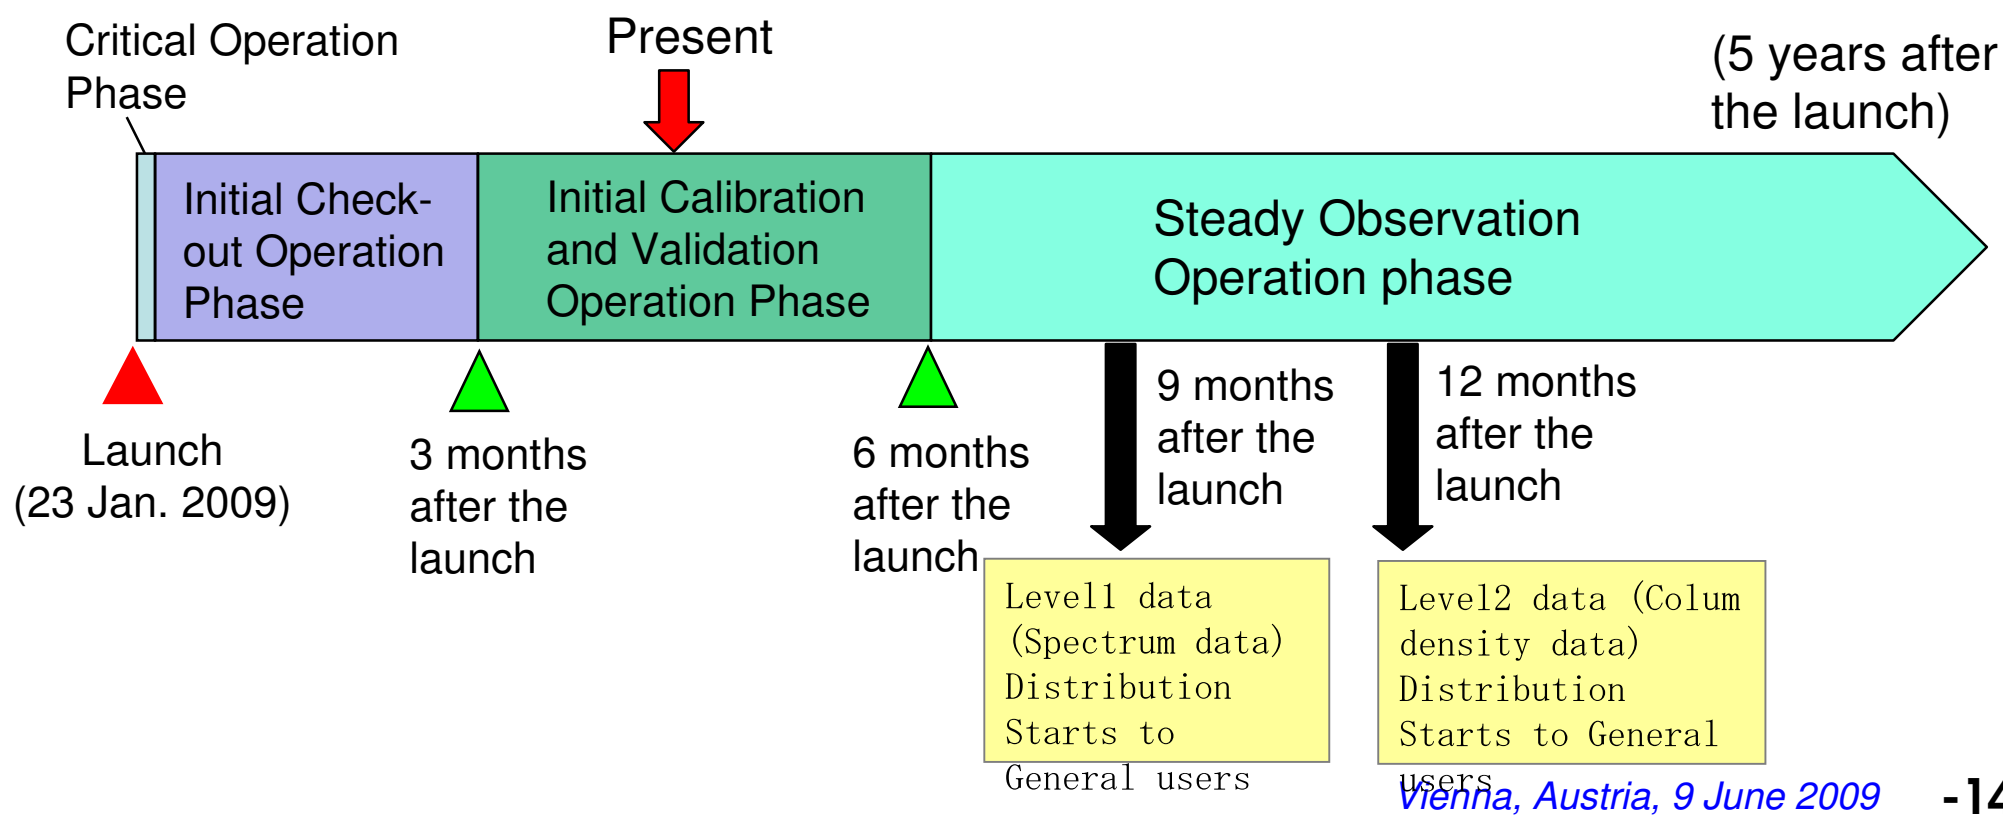 Critical Operation
Phase
Present
(5 years after
the launch)
Initial Check-
out Operation
Phase
Initial Calibration
and Validation
Operation Phase
Steady Observation
Operation phase
Launch
(23 Jan. 2009)
3 months
after the
launch
6 months
after the
launch
9 months
after the
launch
12 months
after the
launch
Level1 data
(Spectrum data)
Distribution
Starts to
General users
Level2 data (Colum
density data)
Distribution
Starts to General
users
Vienna, Austria, 9 June 2009
-14